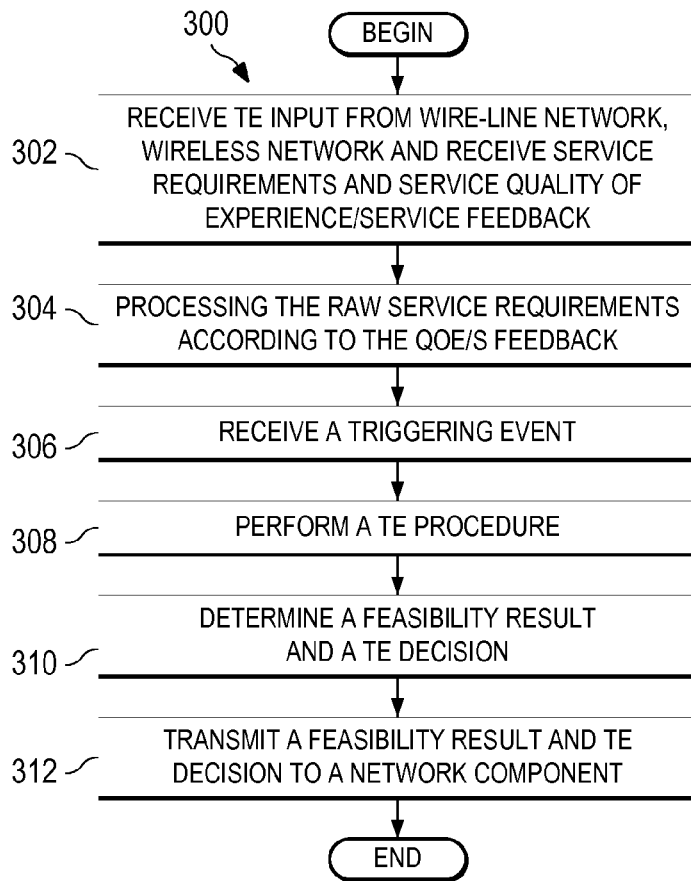 300
BEGIN
302
RECEIVE TE INPUT FROM WIRE-LINE NETWORK,
WIRELESS NETWORK AND RECEIVE SERVICE
REQUIREMENTS AND SERVICE QUALITY OF
EXPERIENCE/SERVICE FEEDBACK
304
PROCESSING THE RAW SERVICE REQUIREMENTS
ACCORDING TO THE QOE/S FEEDBACK
306
RECEIVE A TRIGGERING EVENT
308
PERFORM A TE PROCEDURE
310
DETERMINE A FEASIBILITY RESULT
AND A TE DECISION
312
TRANSMIT A FEASIBILITY RESULT AND TE
DECISION TO A NETWORK COMPONENT
END